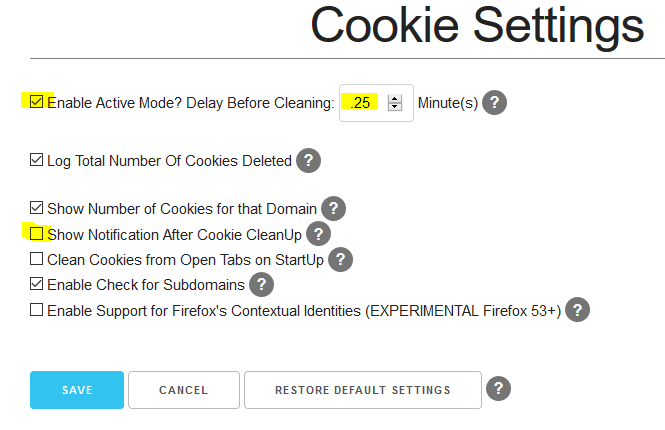 Cookie Settings
Enable Active Mode? Delay Before Cleaning: .25 Minute(s) ?
Log Total Number Of Cookies Deleted ?
Show Number of Cookies for that Domain ?
Show Notification After Cookie CleanUp ?
Clean Cookies from Open Tabs on StartUp ?
Enable Check for Subdomains ?
Enable Support for Firefox's Contextual Identities (EXPERIMENTAL Firefox 53+) ?
SAVE CANCEL RESTORE DEFAULT SETTINGS ?